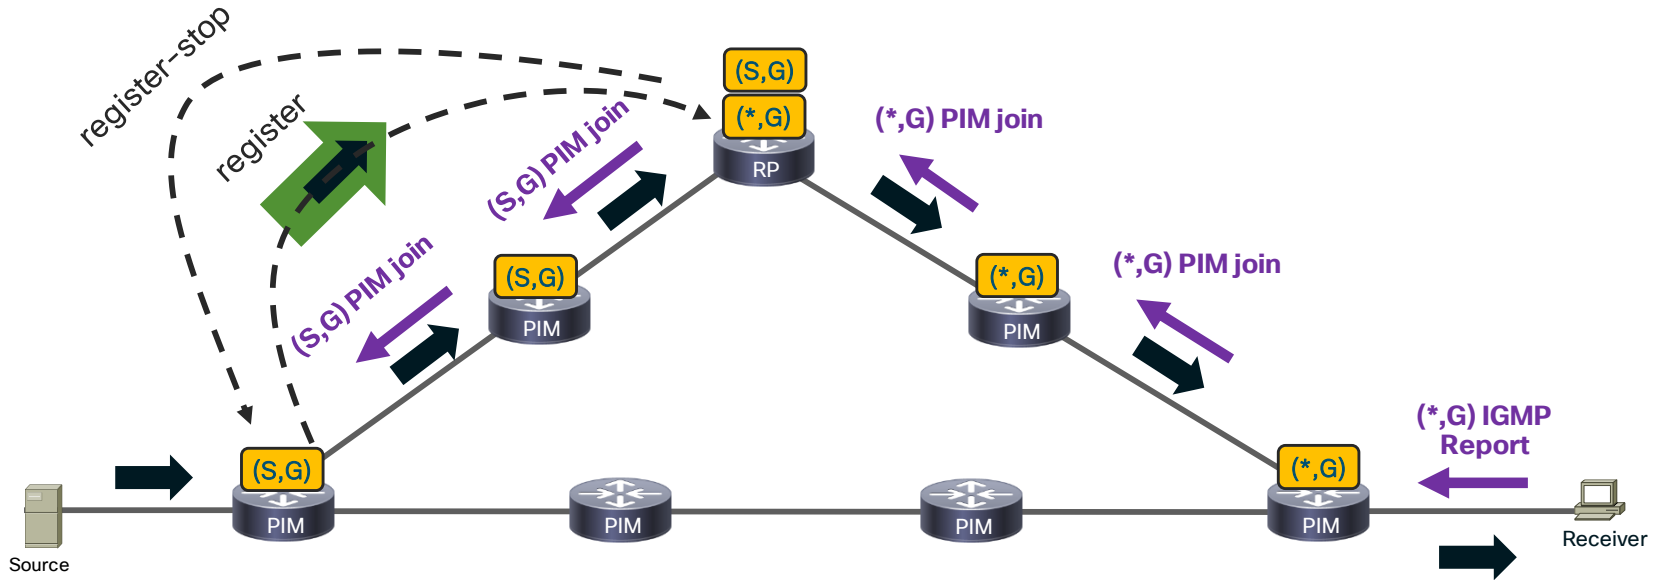 register-stop
register
(S,G)
(*,G)
RP
(S,G) PIM join
(*,G) PIM join
(S,G)
PIM
(*,G)
PIM
(S,G) PIM join
(*,G) PIM join
(*,G) IGMP
Report
(S,G)
PIM
PIM
PIM
(*,G)
PIM
Source
Receiver